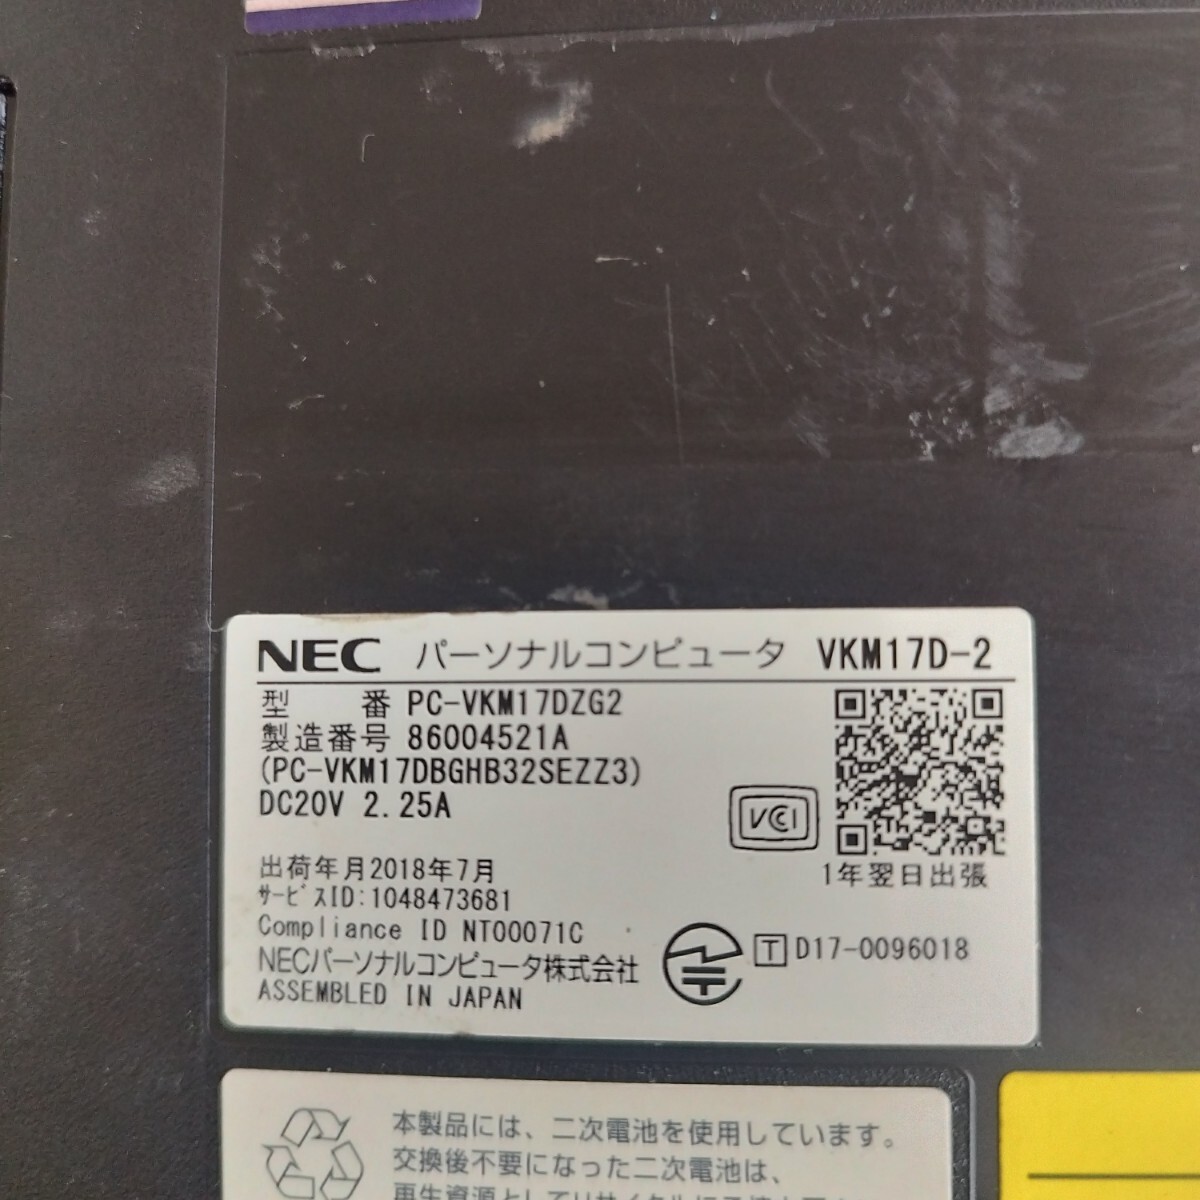 NEC パーソナルコンピュータ VKM17D-2
型 番 PC-VKM17DZG2
製造番号 86004521A
(PC-VKM17DBGHB32SEZZ3)
DC20V 2.25A
VCCI
1年翌日出張
出荷年月2018年7月
ｻｰﾋﾞｽID:1048473681
Compliance ID NT00071C
NECパーソナルコンピュータ株式会社
ASSEMBLED IN JAPAN
T D17-0096018
本製品には、二次電池を使用しています。
交換後不要になった二次電池は、